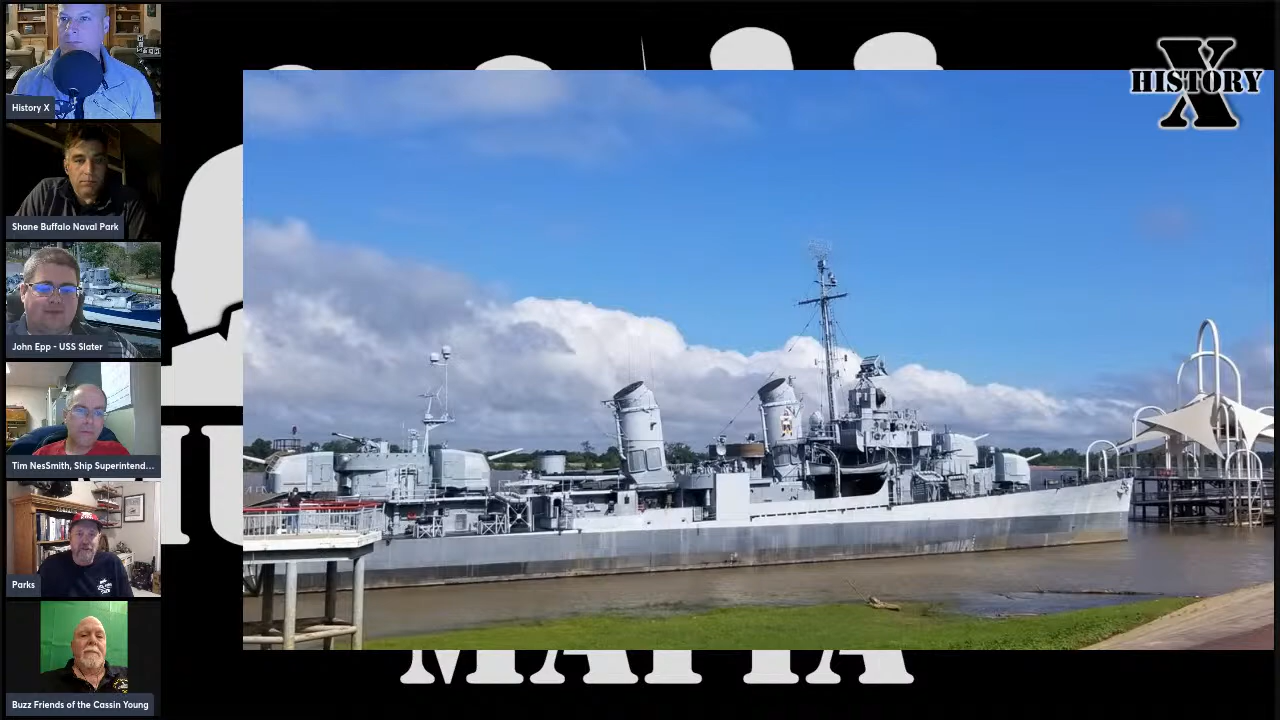 History X
Shane Buffalo Naval Park
John Epp - USS Slater
Tim NesSmith, Ship Superintend...
Parks
Buzz Friends of the Cassin Young
X
HISTORY
MAFIA